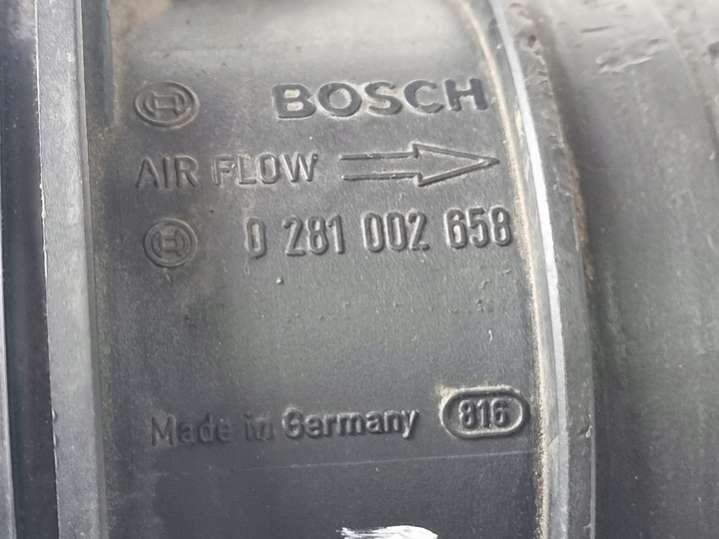 BOSCH
AIR FLOW
0 281 002 658
Made in Germany 816